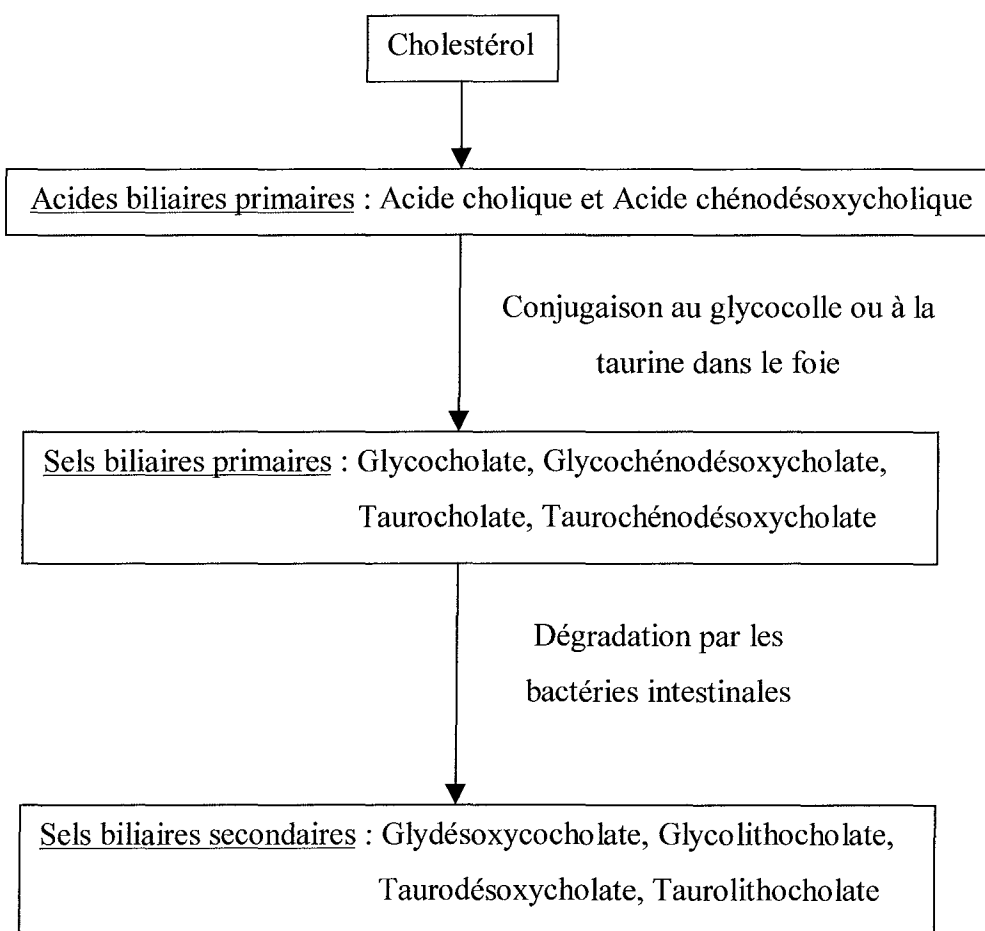 Cholestérol
Acides biliaires primaires : Acide cholique et Acide chénodésoxycholique
Conjugaison au glycocolle ou à la
taurine dans le foie
Sels biliaires primaires : Glycocholate, Glycochénodésoxycholate,
Taurocholate, Taurochénodésoxycholate
Dégradation par les
bactéries intestinales
Sels biliaires secondaires : Glydésoxycocholate, Glycolithocholate,
Taurodésoxycholate, Taurolithocholate